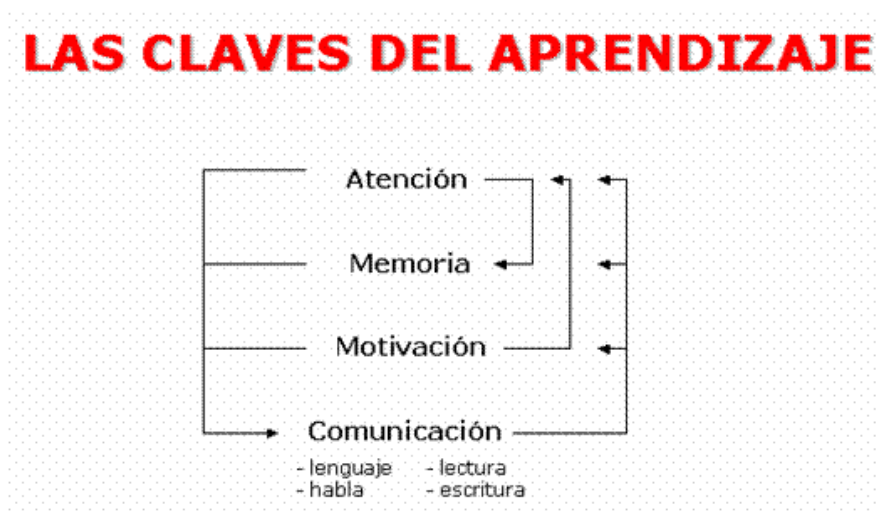 LAS CLAVES DEL APRENDIZAJE
Atención
Memoria
Motivación
Comunicación
- lenguaje - lectura
- habla - escritura